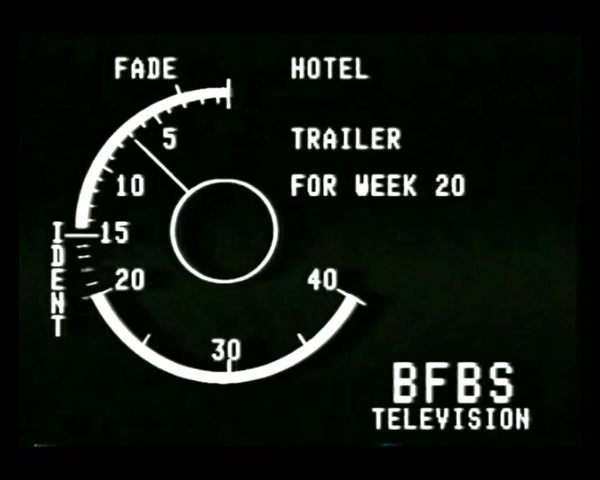 FADE
HOTEL
5
TRAILER
10
FOR WEEK 20
15
IDENT
20
40
30
BFBS
TELEVISION